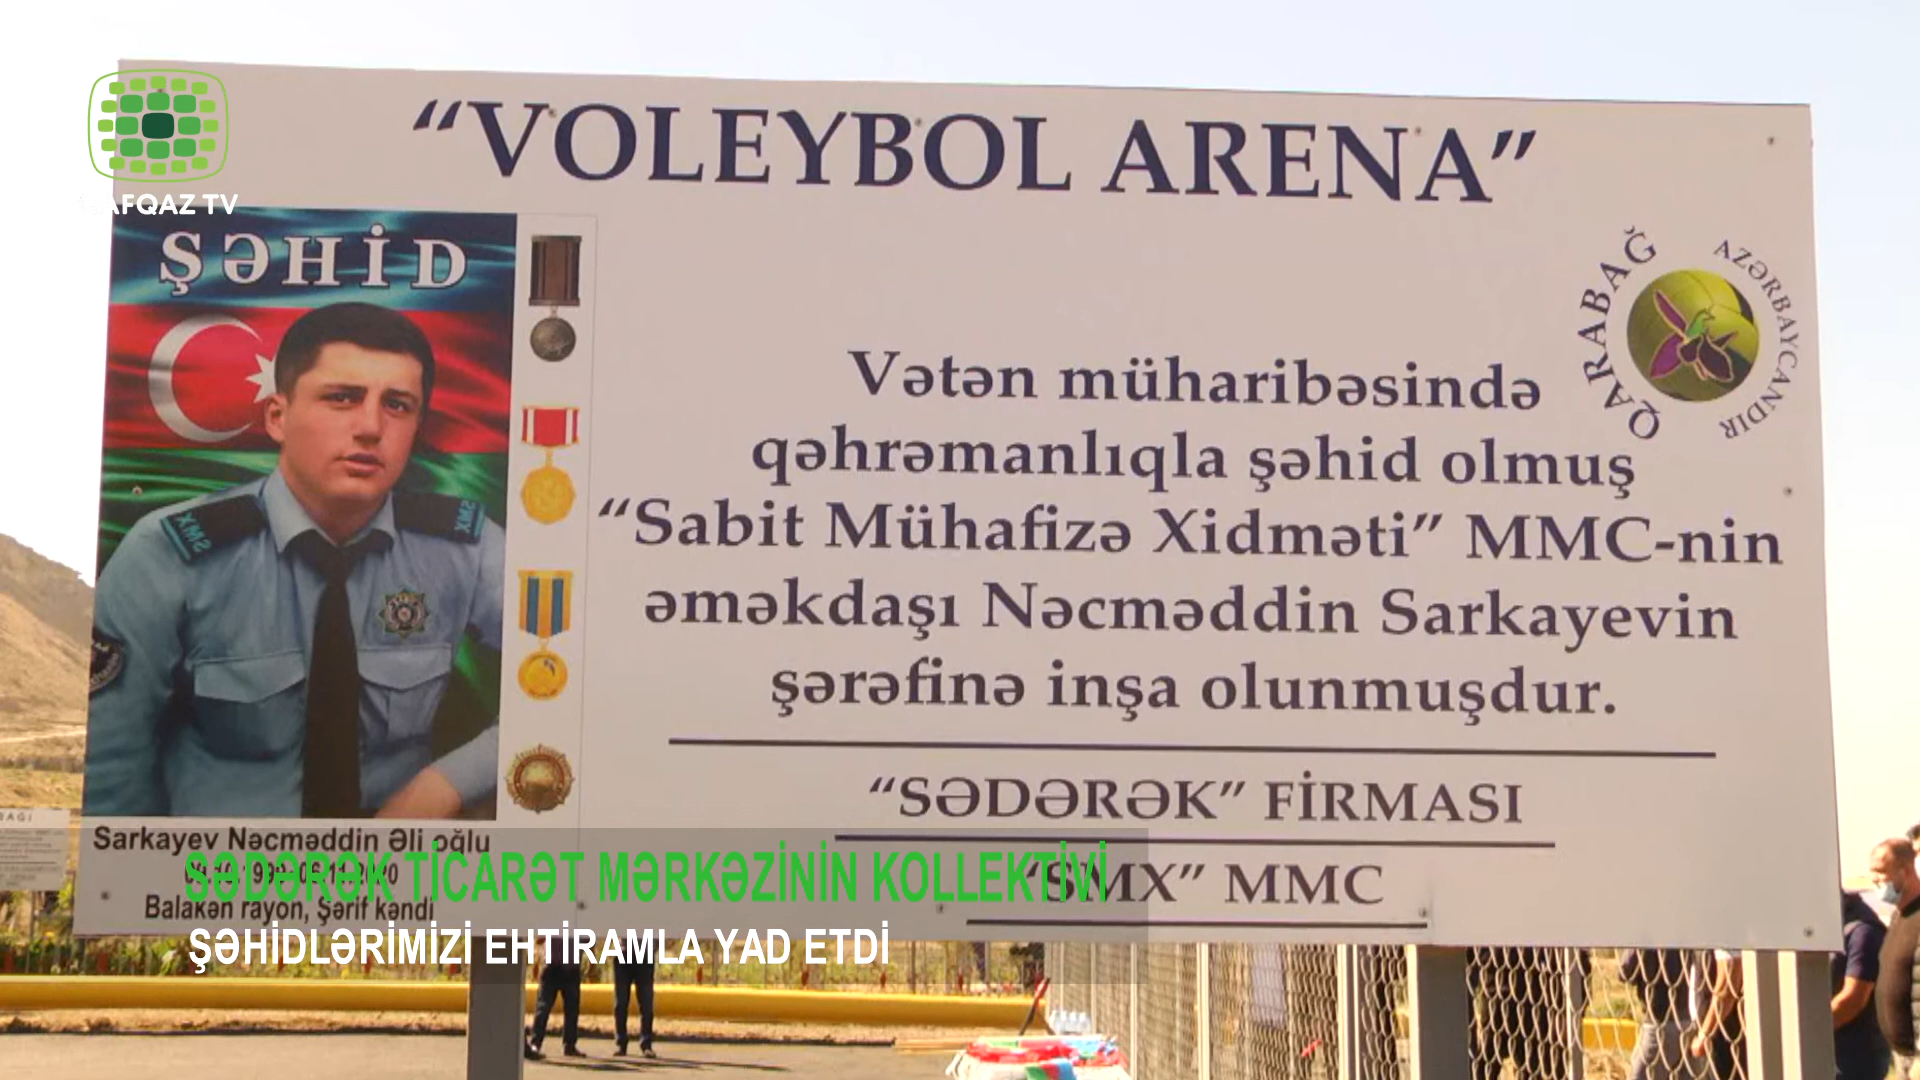 "VOLEYBOL ARENA"
QAFQAZ TV
ŞƏHİD
QARABAĞ
AZƏRBAYCANDIR
Vətən müharibəsində
qəhrəmanlıqla şəhid olmuş
"Sabit Mühafizə Xidməti" MMC-nin
əməkdaşı Nəcməddin Sarkayevin
şərəfinə inşa olunmuşdur.
"SƏDƏRƏK" FİRMASI
"SMX" MMC
SMX
SMX
Sarkayev Nəcməddin Əli oğlu
Balakən rayon, Şərif kəndi
SƏDƏRƏK TİCARƏT MƏRKƏZİNİN KOLLEKTİVİ
ŞƏHİDLƏRİMİZİ EHTİRAMLA YAD ETDİ